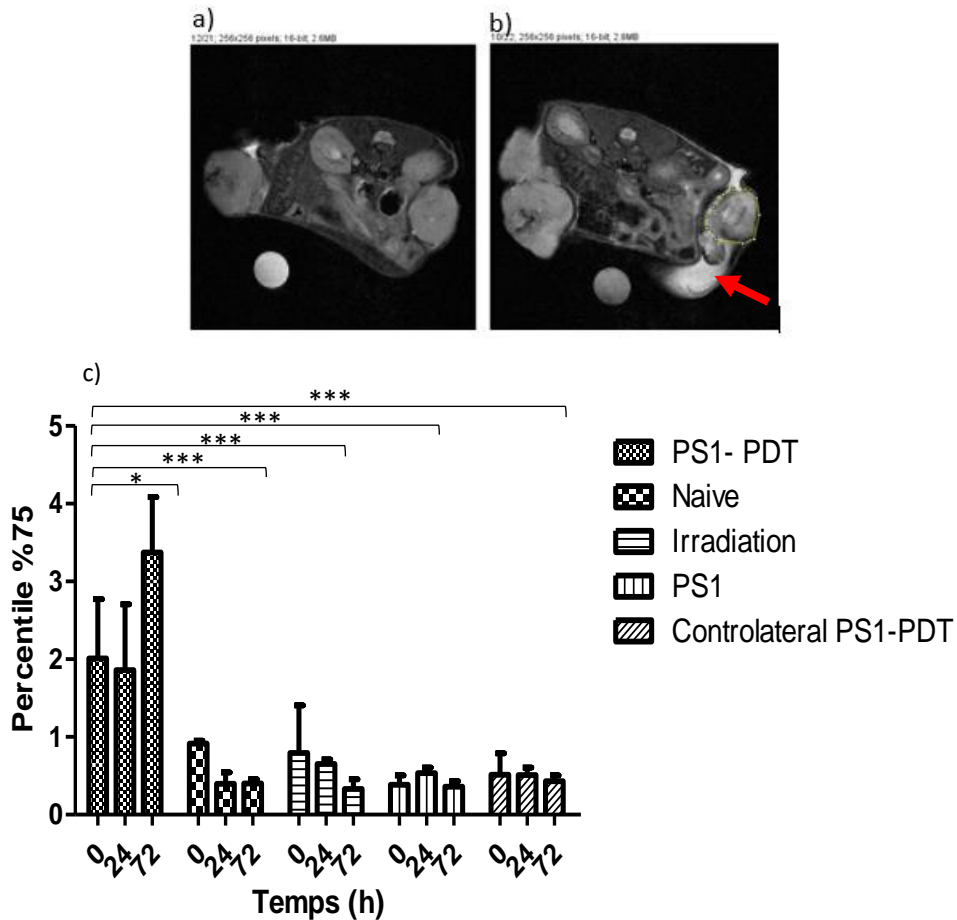 a)
12/21; 256x256 pixels; 16-bit; 2.6MB
b)
10/22; 256x256 pixels; 16-bit; 2.8MB
c)
***
***
***
***
*
Percentile %75
5
4
3
2
1
0
0 24 72 0 24 72 0 24 72 0 24 72 0 24 72
Temps (h)
PS1- PDT
Naive
Irradiation
PS1
Controlateral PS1-PDT